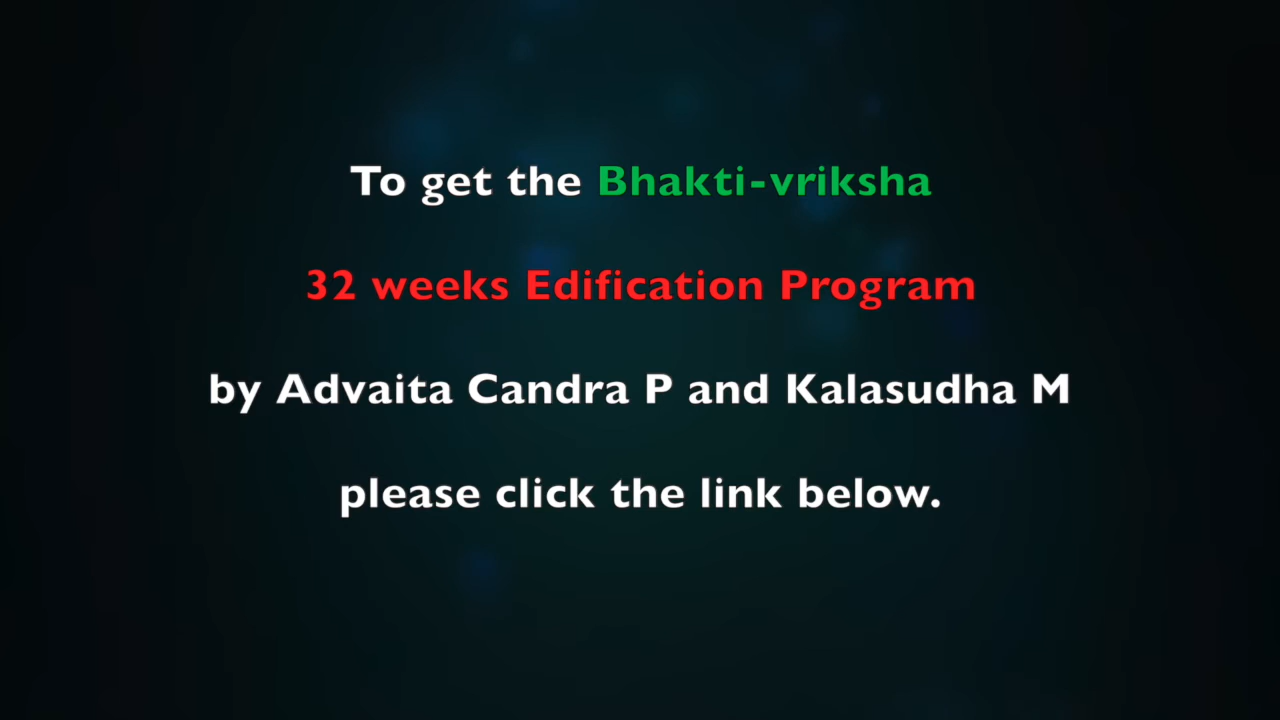 To get the Bhakti-vriksha
32 weeks Edification Program
by Advaita Candra P and Kalasudha M
please click the link below.